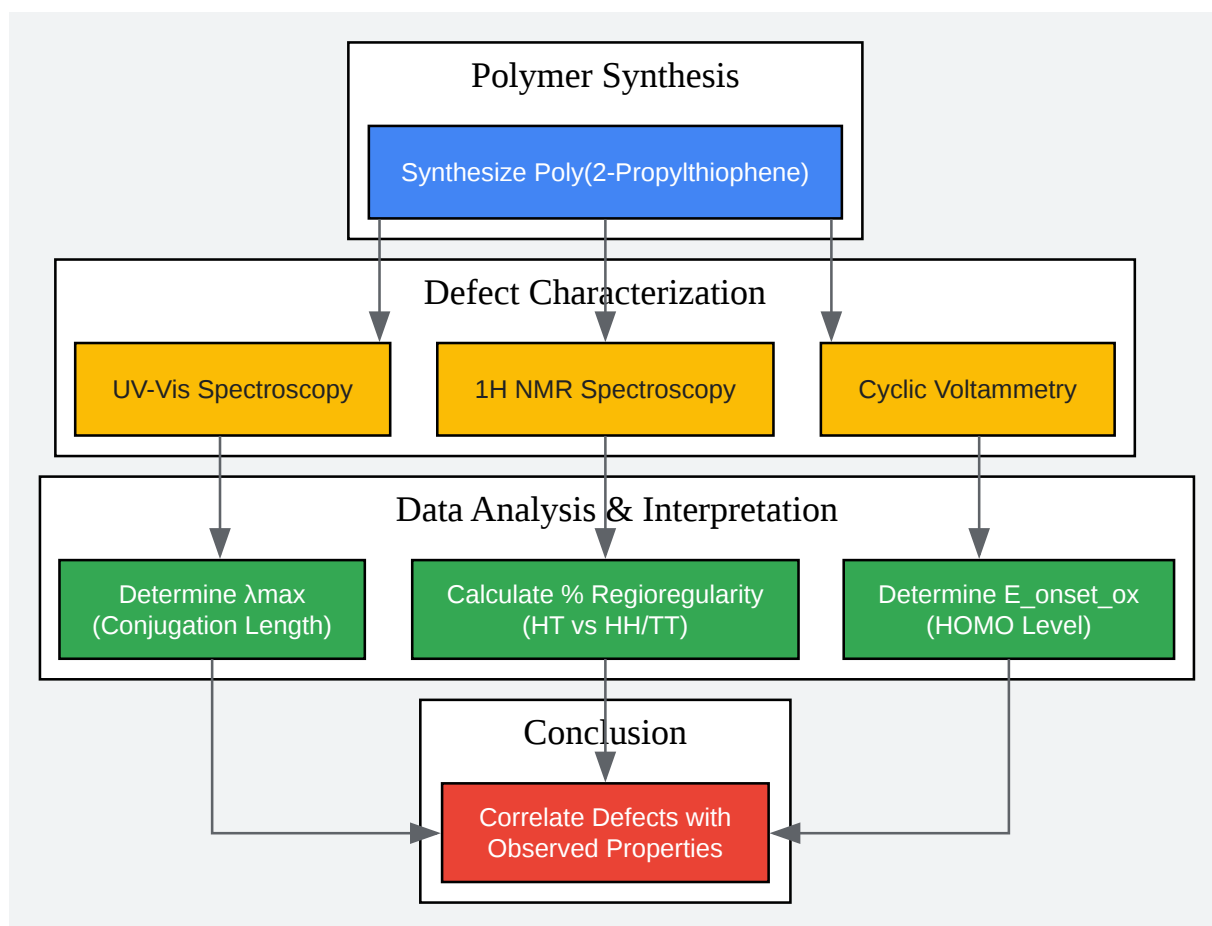 Polymer Synthesis
Synthesize Poly(2-Propylthiophene)
Defect Characterization
UV-Vis Spectroscopy
1H NMR Spectroscopy
Cyclic Voltammetry
Data Analysis & Interpretation
Determine λmax
(Conjugation Length)
Calculate % Regioregularity
(HT vs HH/TT)
Determine E_onset_ox
(HOMO Level)
Conclusion
Correlate Defects with
Observed Properties